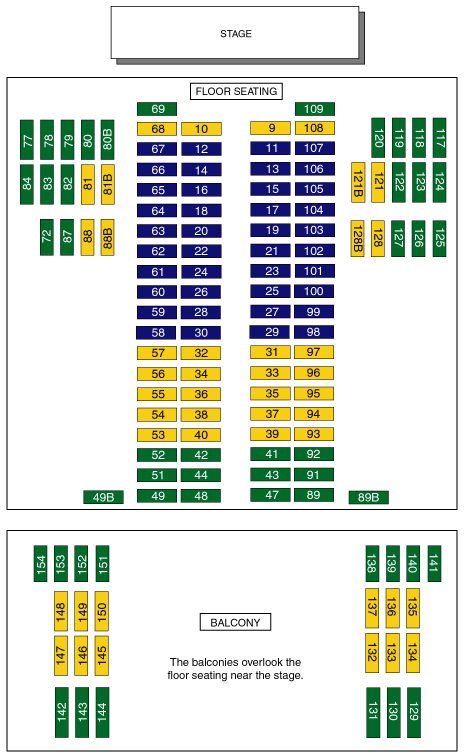 STAGE
FLOOR SEATING
69 109
68 10 9 108
67 12 11 107
66 14 13 106
65 16 15 105
64 18 17 104
63 20 19 103
62 22 21 102
61 24 23 101
60 26 25 100
59 28 27 99
58 30 29 98
57 32 31 97
56 34 33 96
55 36 35 95
54 38 37 94
53 40 39 93
52 42 41 92
51 44 43 91
49B 49 48 47 89 89B
77 78 79 80 80B
84 83 82 81 81B
72 87 88 88B
120 119 118 117
121B 121 122 123 124
128B 128 127 126 125
154 153 152 151
148 149 150
147 146 145
142 143 144
BALCONY
The balconies overlook the
floor seating near the stage.
138 139 140 141
137 136 135
132 133 134
131 130 129